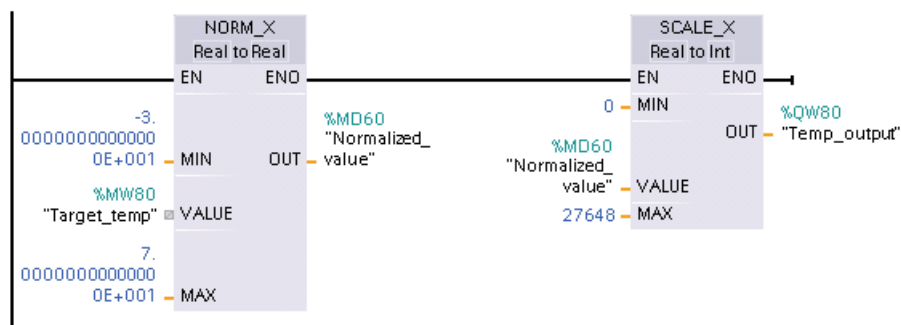 NORM_X
Real to Real
EN ENO
-3.
0000000000000
0E+001
MIN
%MD60
"Normalized_
value"
OUT
%MW80
"Target_temp"
VALUE
7.
0000000000000
0E+001
MAX
SCALE_X
Real to Int
EN ENO
0
MIN
%QW80
"Temp_output"
OUT
%MD60
"Normalized_
value"
VALUE
27648
MAX